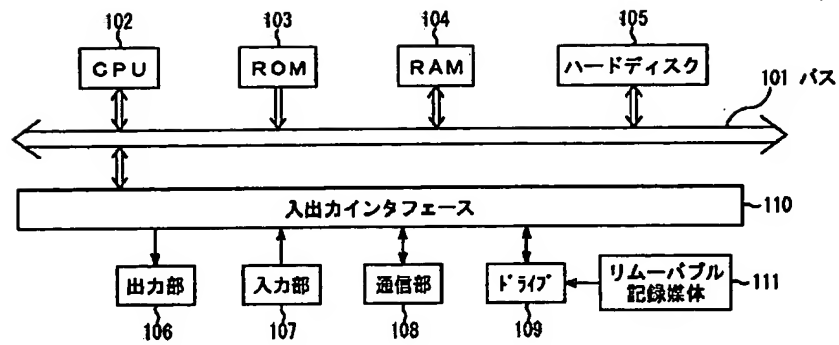 102
103
104
105
CPU
ROM
RAM
ハードディスク
101 バス
入出力インタフェース
110
出力部
入力部
通信部
ドライブ
リムーバブル
記録媒体
111
106
107
108
109